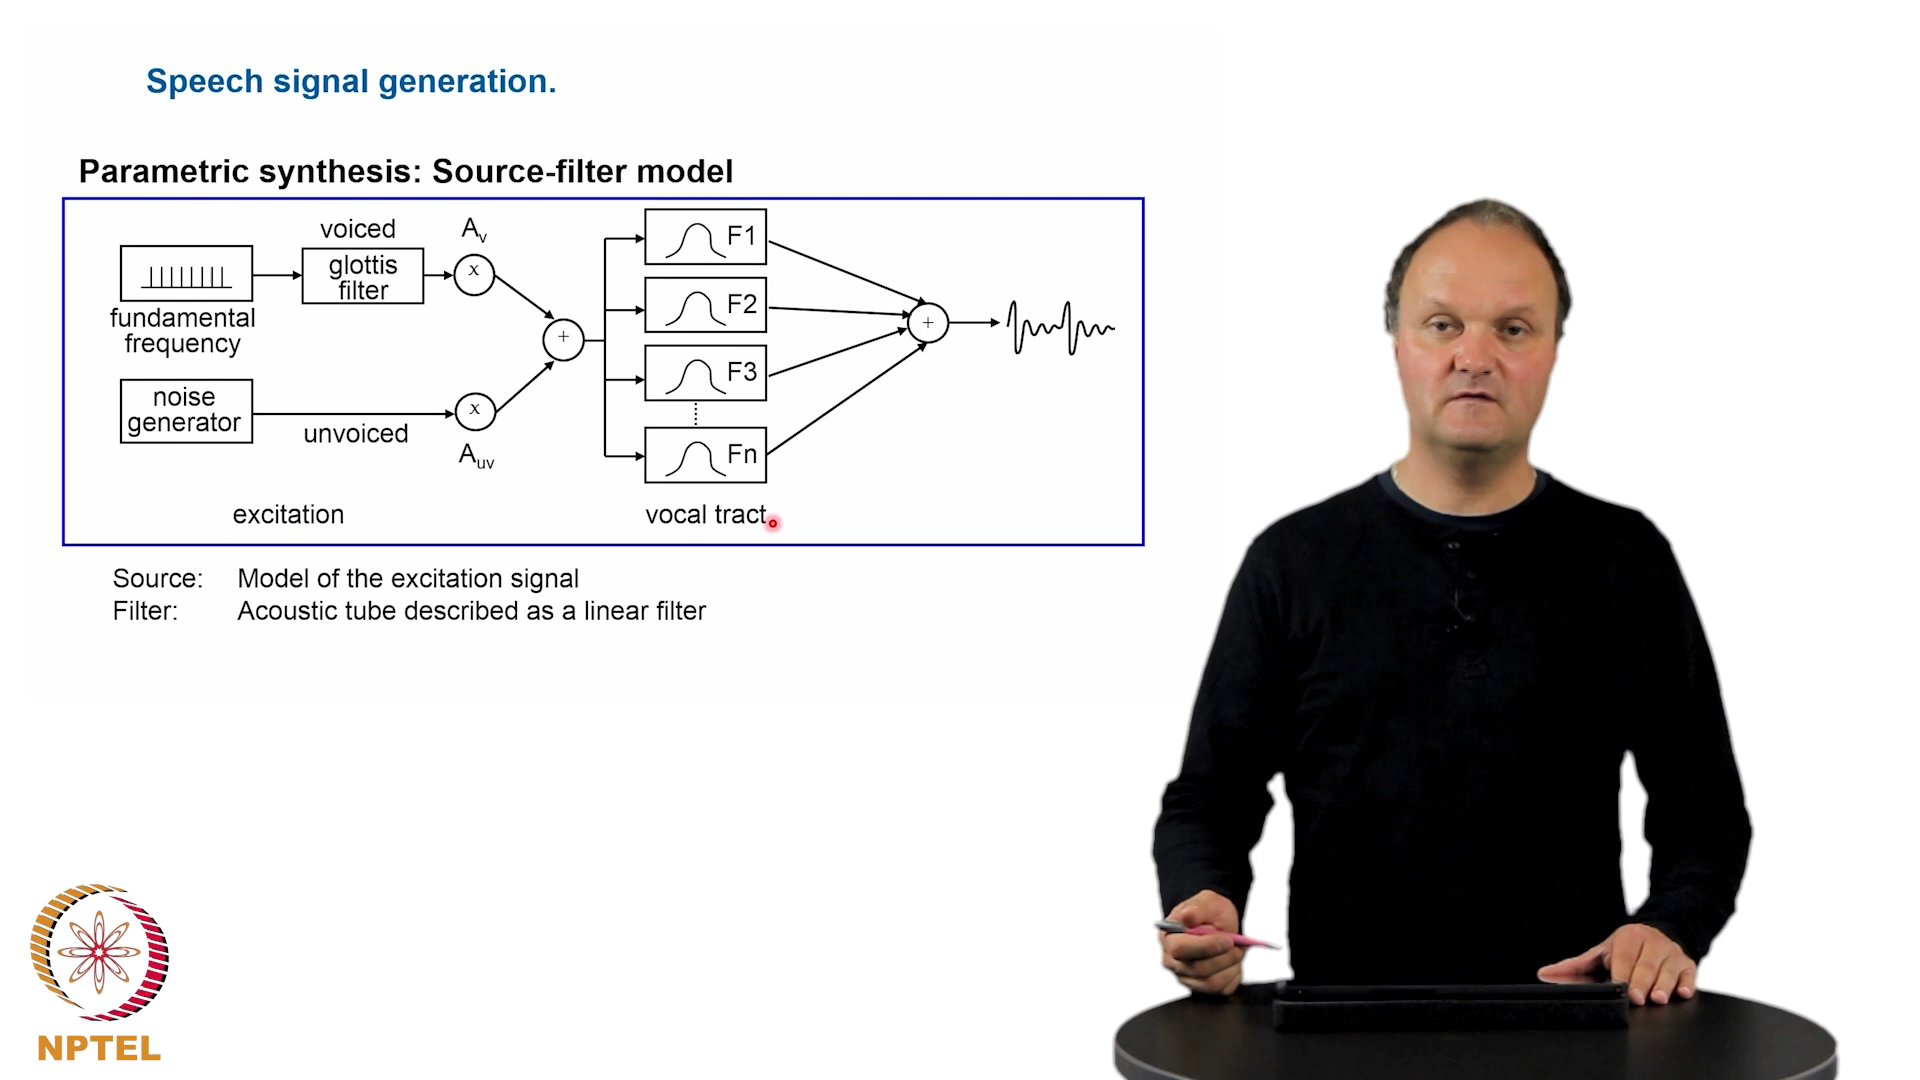 Speech signal generation.
Parametric synthesis: Source-filter model
voiced
Av
glottis
filter
x
fundamental
frequency
noise
generator
unvoiced
x
Auv
+
F1
F2
F3
Fn
+
excitation
vocal tract
Source: Model of the excitation signal
Filter: Acoustic tube described as a linear filter
NPTEL